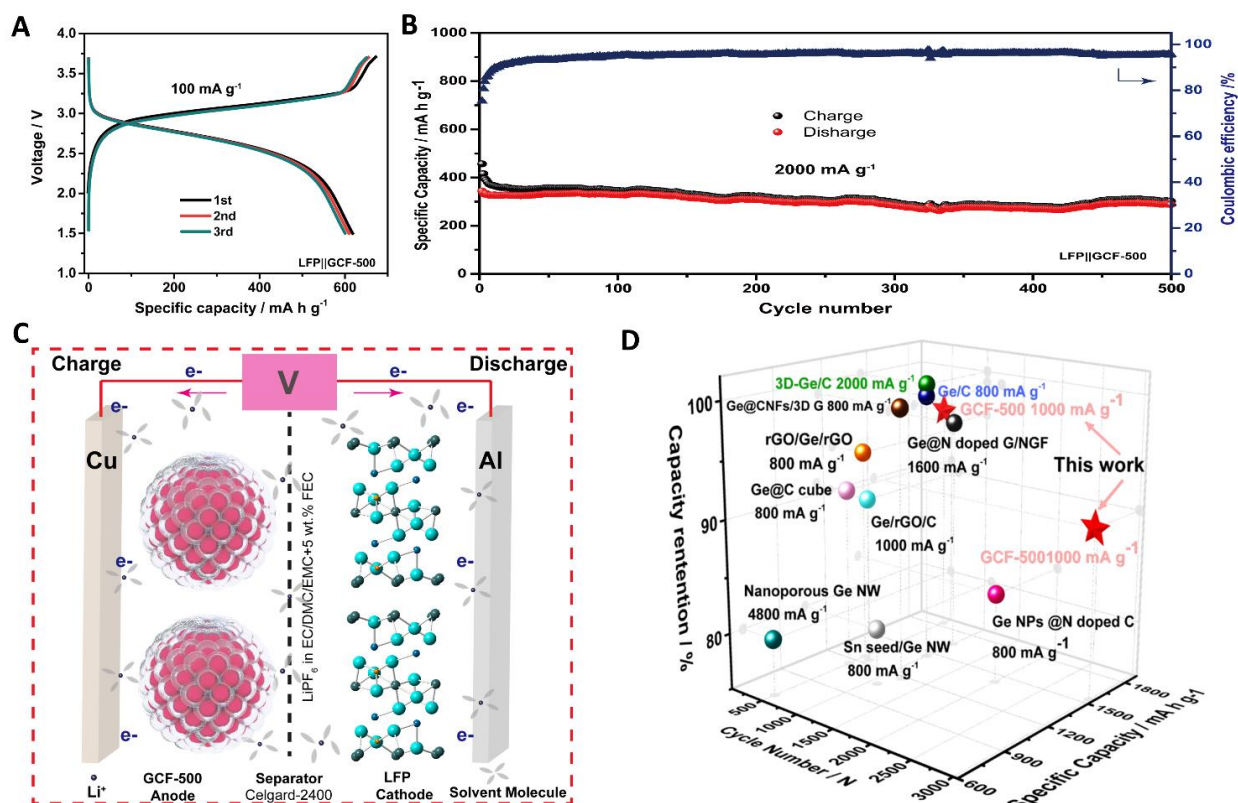 A
Voltage / V
4.0
3.5
3.0
2.5
2.0
1.5
1.0
100 mA g-1
1st
2nd
3rd
LFP||GCF-500
0 200 400 600
Specific capacity / mA h g-1
B
Specific Capacity / mA h g-1
1000
900
800
700
600
500
400
300
200
100
0
Charge
Disharge
2000 mA g-1
LFP||GCF-500
0 100 200 300 400 500
Cycle number
100
80
60
40
20
0
Coulombic efficiency /%
C
Charge
Discharge
e-
V
e-
e-
e-
Cu
Al
e-
e-
e-
e-
LiPF6 in EC/DMC/EMC+5 wt.% FEC
Li+
GCF-500
Anode
Separator
Celgard-2400
LFP
Cathode
Solvent Molecule
D
Capacity rentention / %
100
90
80
3D-Ge/C 2000 mA g-1
Ge/C 800 mA g-1
Ge@CNFs/3D G 800 mA g-1
GCF-500 1000 mA g-1
rGO/Ge/rGO
800 mA g-1
Ge@N doped G/NGF
1600 mA g-1
This work
Ge@C cube
800 mA g-1
Ge/rGO/C
1000 mA g-1
GCF-5001000 mA g-1
Nanoporous Ge NW
4800 mA g-1
Sn seed/Ge NW
800 mA g-1
Ge NPs @N doped C
800 mA g-1
500 1000 1500 2000 2500 3000
Cycle Number / N
600 900 1200 1500 1800
Specific Capacity / mA h g-1